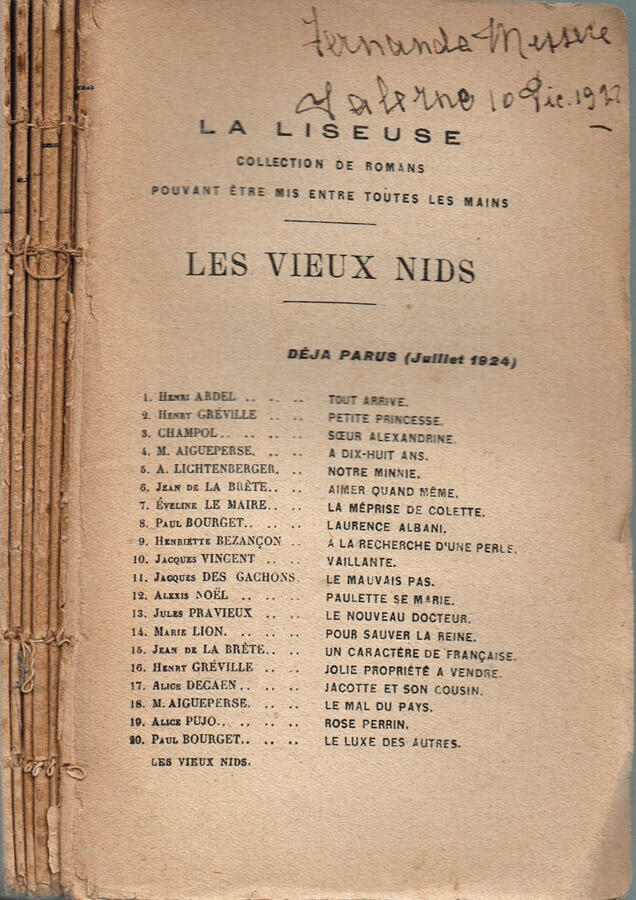 Fernanda Messere
Salerno 10 Dic. 1927
LA LISEUSE
COLLECTION DE ROMANS
POUVANT ÊTRE MIS ENTRE TOUTES LES MAINS
LES VIEUX NIDS
DÉJA PARUS (Juillet 1924)
1. HENRI ARDEL .. .. .. TOUT ARRIVE.
2. HENRY GRÉVILLE .. .. .. PETITE PRINCESSE.
3. CHAMPOL .. .. .. .. SŒUR ALEXANDRINE.
4. M. AIGUEPERSE. .. .. A DIX-HUIT ANS.
5. A. LICHTENBERGER. .. NOTRE MINNIE.
6. JEAN DE LA BRÈTE.. .. AIMER QUAND MÊME.
7. ÉVELINE LE MAIRE.. .. LA MÉPRISE DE COLETTE.
8. PAUL BOURGET.. .. .. LAURENCE ALBANI.
9. HENRIETTE BEZANÇON .. A LA RECHERCHE D'UNE PERLE.
10. JACQUES VINCENT .. .. VAILLANTE.
11. JACQUES DES GACHONS. LE MAUVAIS PAS.
12. ALEXIS NOËL .. .. .. PAULETTE SE MARIE.
13. JULES PRAVIEUX .. .. LE NOUVEAU DOCTEUR.
14. MARIE LION. .. .. .. POUR SAUVER LA REINE.
15. JEAN DE LA BRÈTE.. .. UN CARACTÈRE DE FRANÇAISE.
16. HENRY GRÉVILLE .. .. JOLIE PROPRIÉTÉ A VENDRE.
17. ALICE DECAEN .. .. .. JACOTTE ET SON COUSIN.
18. M. AIGUEPERSE. .. .. LE MAL DU PAYS.
19. ALICE PUJO.. .. .. .. ROSE PERRIN.
20. PAUL BOURGET.. .. .. LE LUXE DES AUTRES.
LES VIEUX NIDS.